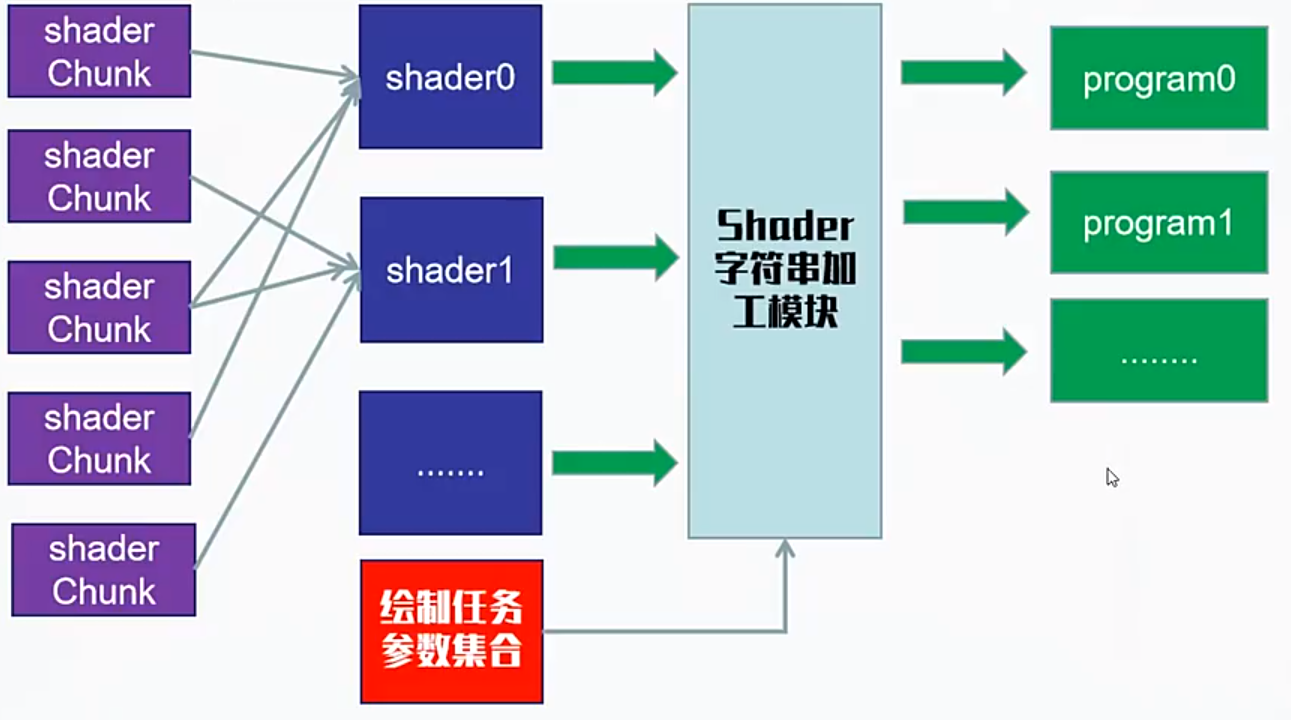 shader
Chunk
shader
Chunk
shader
Chunk
shader
Chunk
shader
Chunk
shader0
shader1
.......
绘制任务
参数集合
Shader
字符串加
工模块
program0
program1
........